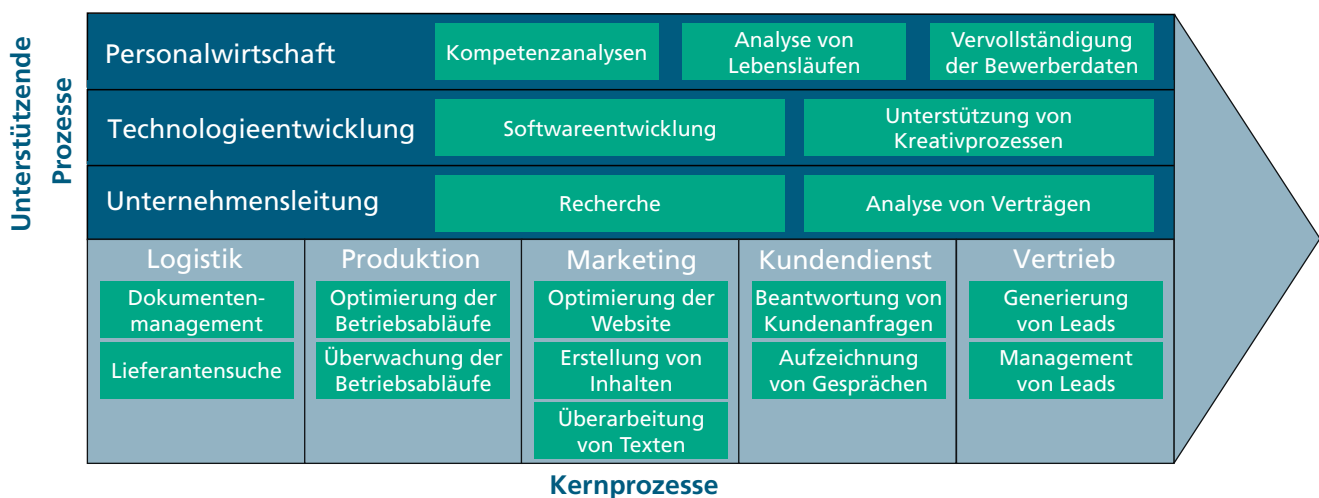 Unterstützende
Prozesse
Personalwirtschaft
Kompetenzanalysen
Analyse von
Lebensläufen
Vervollständigung
der Bewerberdaten
Technologieentwicklung
Softwareentwicklung
Unterstützung von
Kreativprozessen
Unternehmensleitung
Recherche
Analyse von Verträgen
Logistik
Dokumenten-
management
Lieferantensuche
Produktion
Optimierung der
Betriebsabläufe
Überwachung der
Betriebsabläufe
Marketing
Optimierung der
Website
Erstellung von
Inhalten
Überarbeitung
von Texten
Kundendienst
Beantwortung von
Kundenanfragen
Aufzeichnung
von Gesprächen
Vertrieb
Generierung
von Leads
Management
von Leads
Kernprozesse